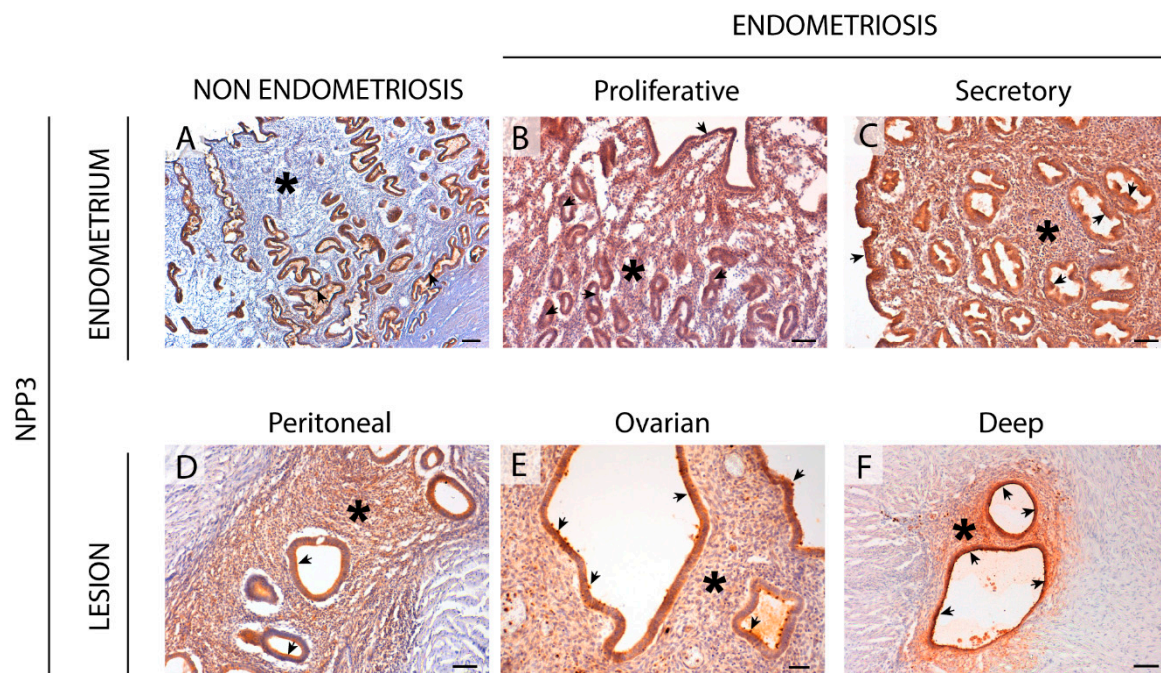 ENDOMETRIOSIS
NON ENDOMETRIOSIS
Proliferative
Secretory
NPP3
ENDOMETRIUM
A
*
B
*
C
*
Peritoneal
Ovarian
Deep
LESION
D
*
E
*
F
*